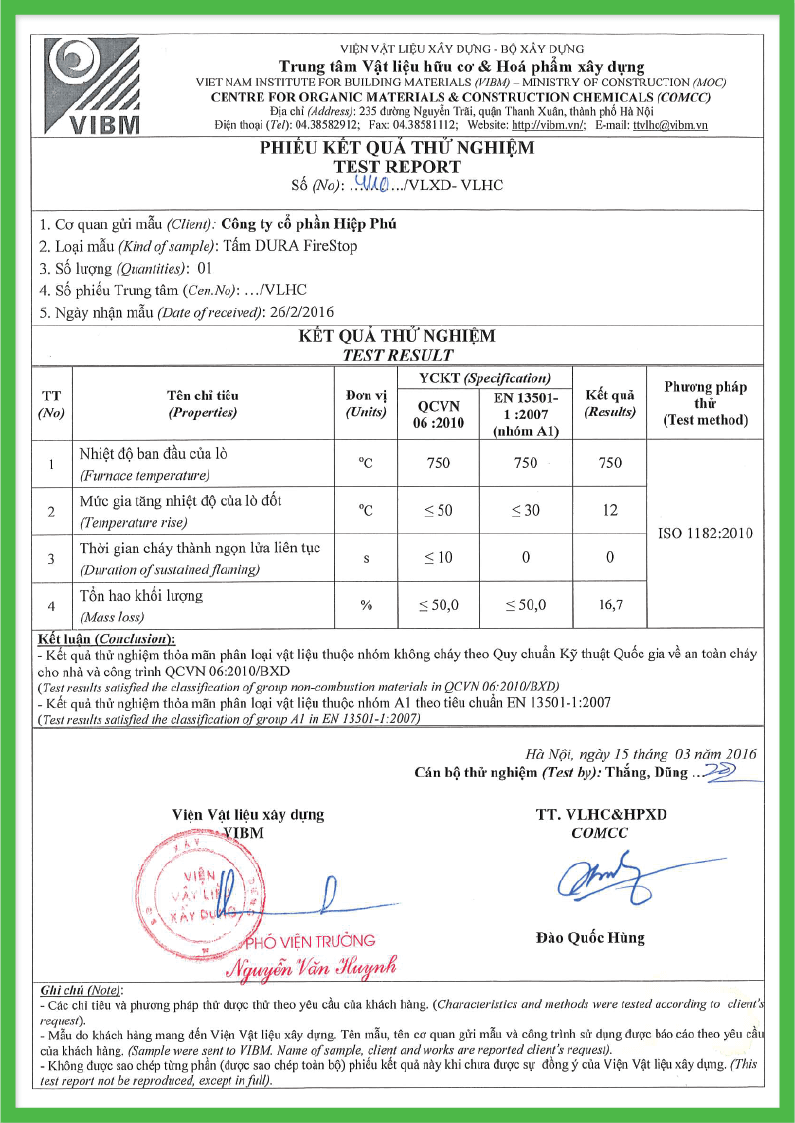 VIBM
VIỆN VẬT LIỆU XÂY DỰNG - BỘ XÂY DỰNG
Trung tâm Vật liệu hữu cơ & Hoá phẩm xây dựng
VIET NAM INSTITUTE FOR BUILDING MATERIALS (VIBM) – MINISTRY OF CONSTRUCTION (MOC)
CENTRE FOR ORGANIC MATERIALS & CONSTRUCTION CHEMICALS (COMCC)
Địa chỉ (Address): 235 đường Nguyễn Trãi, quận Thanh Xuân, thành phố Hà Nội
Điện thoại (Tel): 04.38582912; Fax: 04.38581112; Website: http://vibm.vn/; E-mail: ttvlhc@vibm.vn
PHIẾU KẾT QUẢ THỬ NGHIỆM
TEST REPORT
Số (No): ... .../VLXD- VLHC
1. Cơ quan gửi mẫu (Client): Công ty cổ phần Hiệp Phú
2. Loại mẫu (Kind of sample): Tấm DURA FireStop
3. Số lượng (Quantities): 01
4. Số phiếu Trung tâm (Cen.No): .../VLHC
5. Ngày nhận mẫu (Date of received): 26/2/2016
KẾT QUẢ THỬ NGHIỆM
TEST RESULT
TT (No) Tên chỉ tiêu (Properties) Đơn vị (Units) YCKT (Specification) QCVN 06 :2010 EN 13501-1 :2007 (nhóm A1) Kết quả (Results) Phương pháp thử (Test method)
1 Nhiệt độ ban đầu của lò (Furnace temperature) °C 750 750 750
2 Mức gia tăng nhiệt độ của lò đốt (Temperature rise) °C ≤ 50 ≤ 30 12
ISO 1182:2010
3 Thời gian cháy thành ngọn lửa liên tục (Duration of sustained flaming) s ≤ 10 0 0
4 Tổn hao khối lượng (Mass loss) % ≤ 50,0 ≤ 50,0 16,7
Kết luận (Conclusion):
- Kết quả thử nghiệm thỏa mãn phân loại vật liệu thuộc nhóm không cháy theo Quy chuẩn Kỹ thuật Quốc gia về an toàn cháy
cho nhà và công trình QCVN 06:2010/BXD
(Test results satisfied the classification of group non-combustion materials in QCVN 06:2010/BXD)
- Kết quả thử nghiệm thỏa mãn phân loại vật liệu thuộc nhóm A1 theo tiêu chuẩn EN 13501-1:2007
(Test results satisfied the classification of group A1 in EN 13501-1:2007)
Hà Nội, ngày 15 tháng 03 năm 2016
Cán bộ thử nghiệm (Test by): Thắng, Dũng ...
Viện Vật liệu xây dựng
VIBM
TT. VLHC&HPXD
COMCC
XÂY
VIỆN
VẬT LIỆU
XÂY DỰNG
PHÓ VIỆN TRƯỞNG
Nguyễn Văn Huynh
Đào Quốc Hùng
Ghi chú (Note):
- Các chỉ tiêu và phương pháp thử được thử theo yêu cầu của khách hàng. (Characteristics and methods were tested according to client's
request).
- Mẫu do khách hàng mang đến Viện Vật liệu xây dựng. Tên mẫu, tên cơ quan gửi mẫu và công trình sử dụng được báo cáo theo yêu cầu
của khách hàng. (Sample were sent to VIBM. Name of sample, client and works are reported client's request).
- Không được sao chép từng phần (được sao chép toàn bộ) phiếu kết quả này khi chưa được sự đồng ý của Viện Vật liệu xây dựng. (This
test report not be reproduced, except in full).